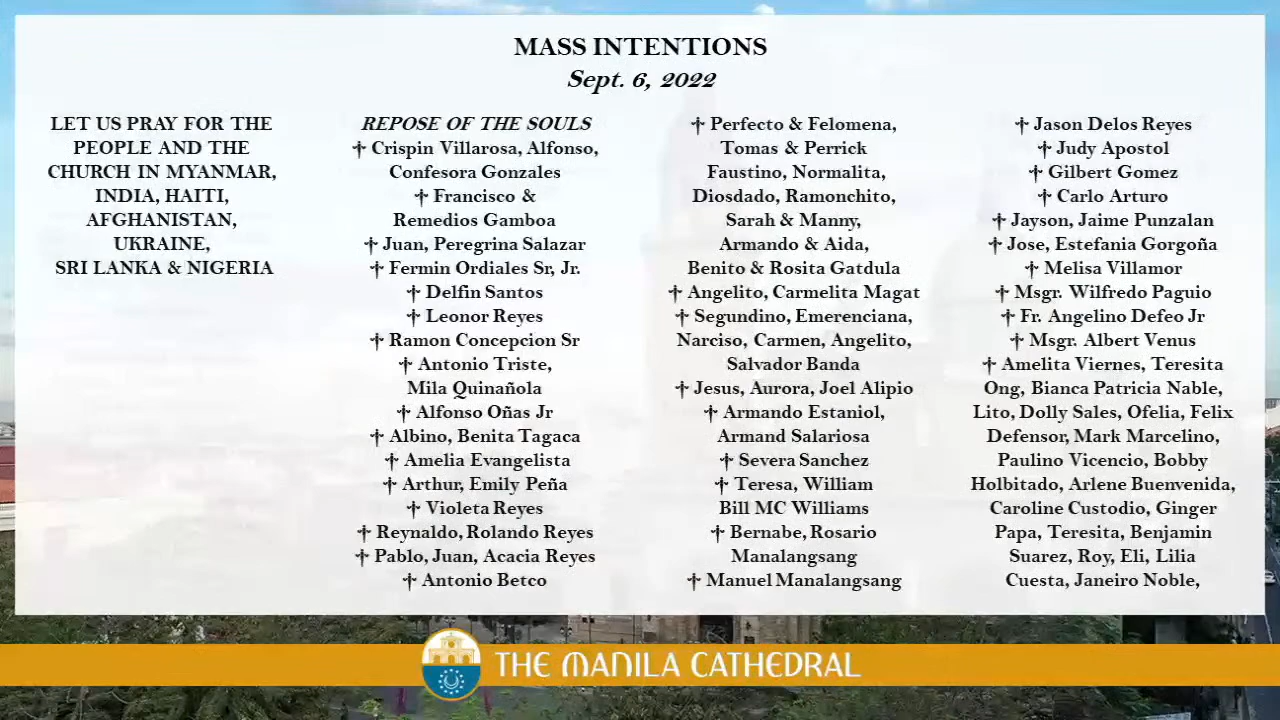 MASS INTENTIONS
Sept. 6, 2022
LET US PRAY FOR THE
PEOPLE AND THE
CHURCH IN MYANMAR,
INDIA, HAITI,
AFGHANISTAN,
UKRAINE,
SRI LANKA & NIGERIA
REPOSE OF THE SOULS
✝ Crispin Villarosa, Alfonso,
Confesora Gonzales
✝ Francisco &
Remedios Gamboa
✝ Juan, Peregrina Salazar
✝ Fermin Ordiales Sr, Jr.
✝ Delfin Santos
✝ Leonor Reyes
✝ Ramon Concepcion Sr
✝ Antonio Triste,
Mila Quinañola
✝ Alfonso Oñas Jr
✝ Albino, Benita Tagaca
✝ Amelia Evangelista
✝ Arthur, Emily Peña
✝ Violeta Reyes
✝ Reynaldo, Rolando Reyes
✝ Pablo, Juan, Acacia Reyes
✝ Antonio Betco
✝ Perfecto & Felomena,
Tomas & Perrick
Faustino, Normalita,
Diosdado, Ramonchito,
Sarah & Manny,
Armando & Aida,
Benito & Rosita Gatdula
✝ Angelito, Carmelita Magat
✝ Segundino, Emerenciana,
Narciso, Carmen, Angelito,
Salvador Banda
✝ Jesus, Aurora, Joel Alipio
✝ Armando Estaniol,
Armand Salariosa
✝ Severa Sanchez
✝ Teresa, William
Bill MC Williams
✝ Bernabe, Rosario
Manalangsang
✝ Manuel Manalangsang
✝ Jason Delos Reyes
✝ Judy Apostol
✝ Gilbert Gomez
✝ Carlo Arturo
✝ Jayson, Jaime Punzalan
✝ Jose, Estefania Gorgoña
✝ Melisa Villamor
✝ Msgr. Wilfredo Paguio
✝ Fr. Angelino Defeo Jr
✝ Msgr. Albert Venus
✝ Amelita Viernes, Teresita
Ong, Bianca Patricia Nable,
Lito, Dolly Sales, Ofelia, Felix
Defensor, Mark Marcelino,
Paulino Vicencio, Bobby
Holbitado, Arlene Buenvenida,
Caroline Custodio, Ginger
Papa, Teresita, Benjamin
Suarez, Roy, Eli, Lilia
Cuesta, Janeiro Noble,
THE MANILA CATHEDRAL